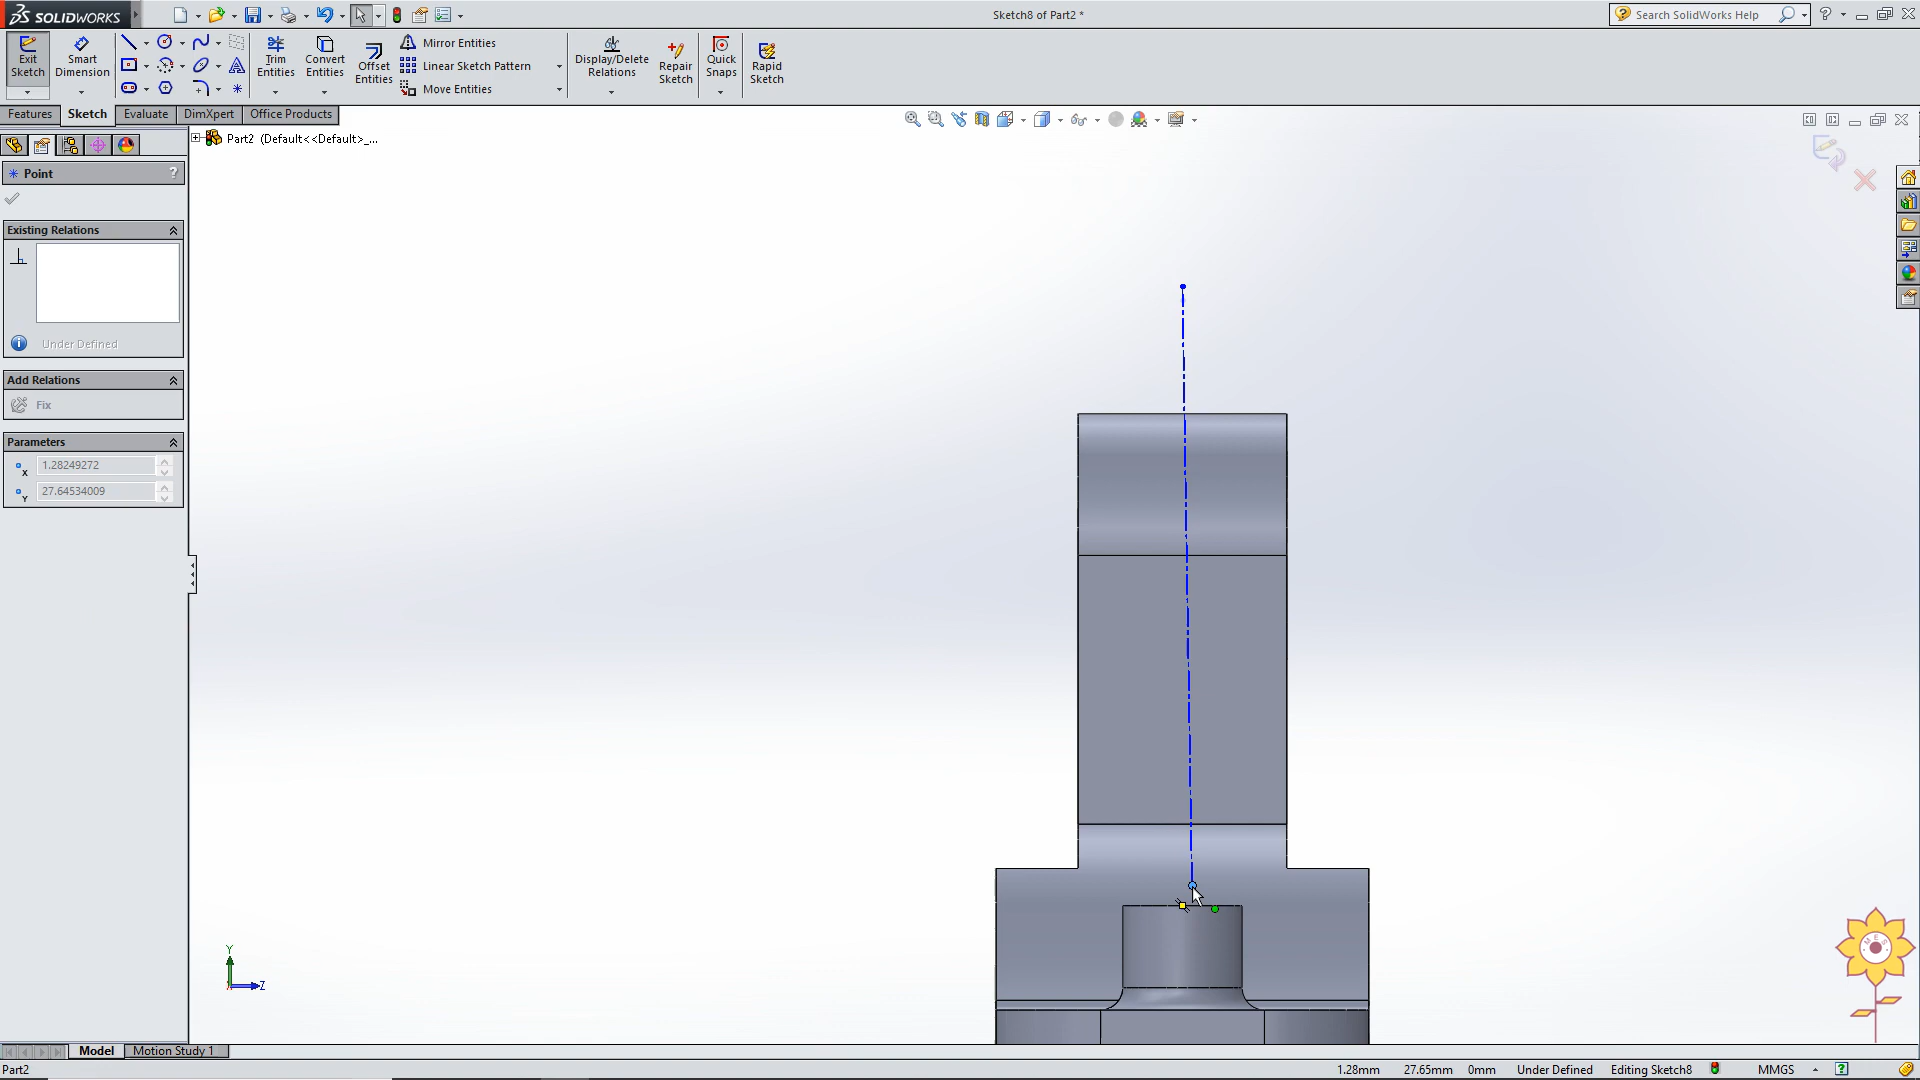 SOLIDWORKS
Sketch8 of Part2 *
Search SolidWorks Help
Exit Sketch
Smart Dimension
Trim Entities
Convert Entities
Offset Entities
Mirror Entities
Linear Sketch Pattern
Move Entities
Display/Delete Relations
Repair Sketch
Quick Snaps
Rapid Sketch
Features
Sketch
Evaluate
DimXpert
Office Products
Part2 (Default<<Default>_...
Point
?
Existing Relations
Under Defined
Add Relations
Fix
Parameters
X
1.28249272
Y
27.64534009
Y
Z
MES
Model
Motion Study 1
Part2
1.28mm
27.65mm
0mm
Under Defined
Editing Sketch8
MMGS